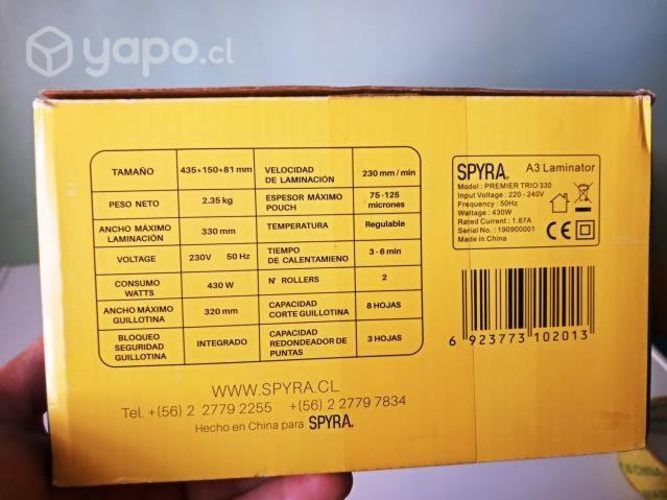 yapo.cl
TAMAÑO 435*150*81 mm VELOCIDAD DE LAMINACIÓN 230 mm / min
PESO NETO 2.35 kg ESPESOR MÁXIMO POUCH 75 -125 micrones
ANCHO MÁXIMO LAMINACIÓN 330 mm TEMPERATURA Regulable
VOLTAGE 230V 50 Hz TIEMPO DE CALENTAMIENO 3 - 6 min
CONSUMO WATTS 430 W N° ROLLERS 2
ANCHO MÁXIMO GUILLOTINA 320 mm CAPACIDAD CORTE GUILLOTINA 8 HOJAS
BLOQUEO SEGURIDAD GUILLOTINA INTEGRADO CAPACIDAD REDONDEADOR DE PUNTAS 3 HOJAS
WWW.SPYRA.CL
Tel. +(56) 2 2779 2255 +(56) 2 2779 7834
Hecho en China para SPYRA.
SPYRA. A3 Laminator
Model : PREMIER TRIO 330
Input Voltage : 220 - 240V
Frequency : 50Hz
Wattage : 430W
Rated Current : 1.87A
Serial No. : 190900001
Made in China
CE
6 923773 102013